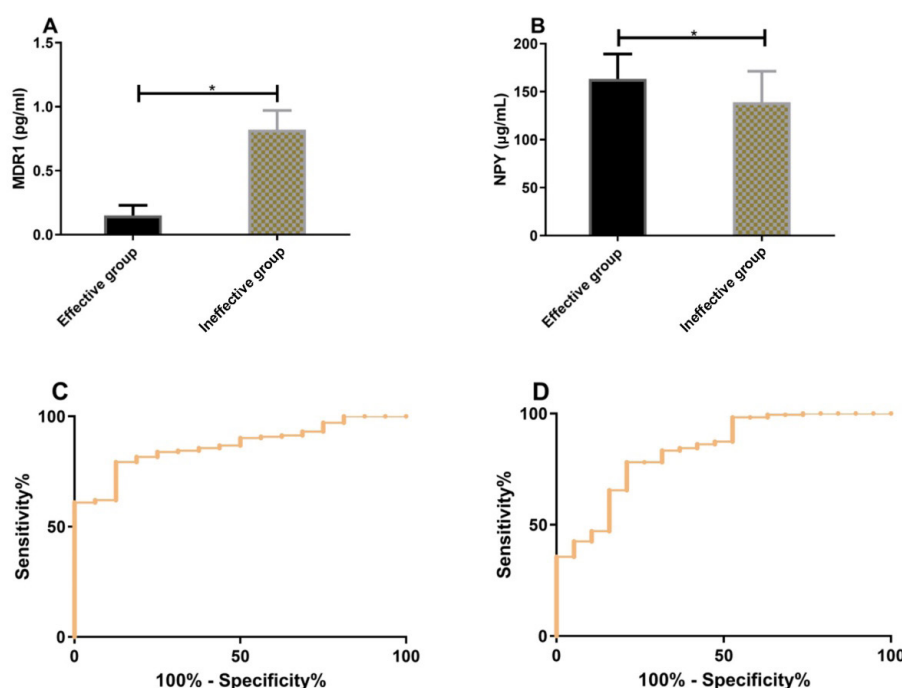 A
MDR1 (pg/ml)
1.5
1.0
0.5
0.0
*
Effective group
Ineffective group
B
NPY (µg/mL)
200
150
100
50
0
*
Effective group
Ineffective group
C
Sensitivity%
100
50
0
0
50
100
100% - Specificity%
D
Sensitivity%
100
50
0
0
50
100
100% - Specificity%